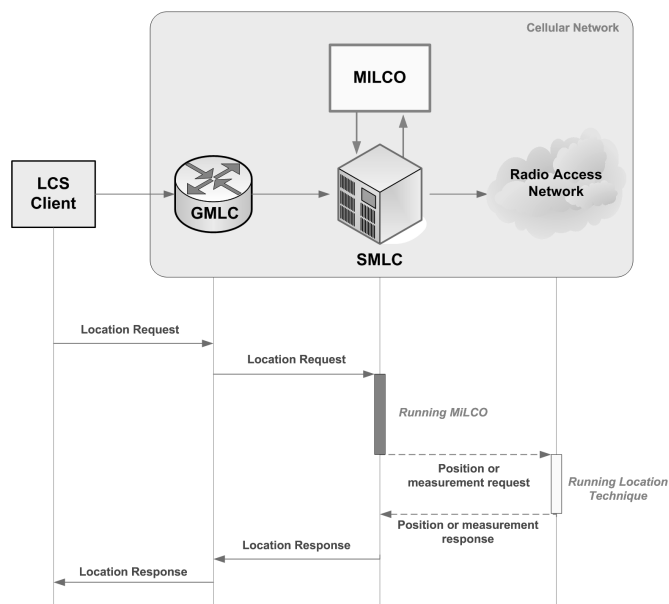 Cellular Network
MILCO
LCS
Client
GMLC
SMLC
Radio Access
Network
Location Request
Location Request
Running MiLCO
Position or
measurement request
Running Location
Technique
Position or measurement
response
Location Response
Location Response